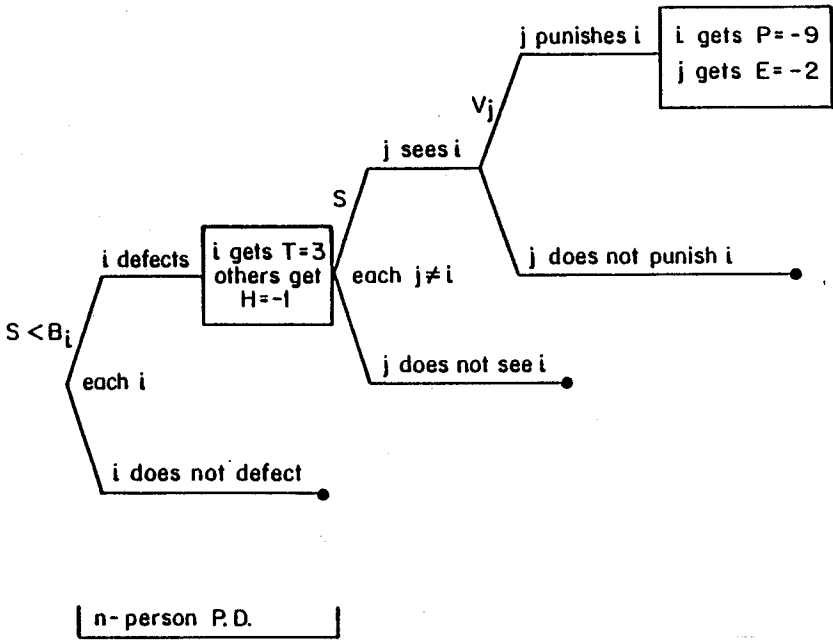 j punishes i
i gets P = -9
j gets E = -2
Vj
j sees i
S
j does not punish i
i defects
i gets T = 3
others get
H = -1
each j ≠ i
S < Bi
j does not see i
each i
i does not defect
n-person P.D.